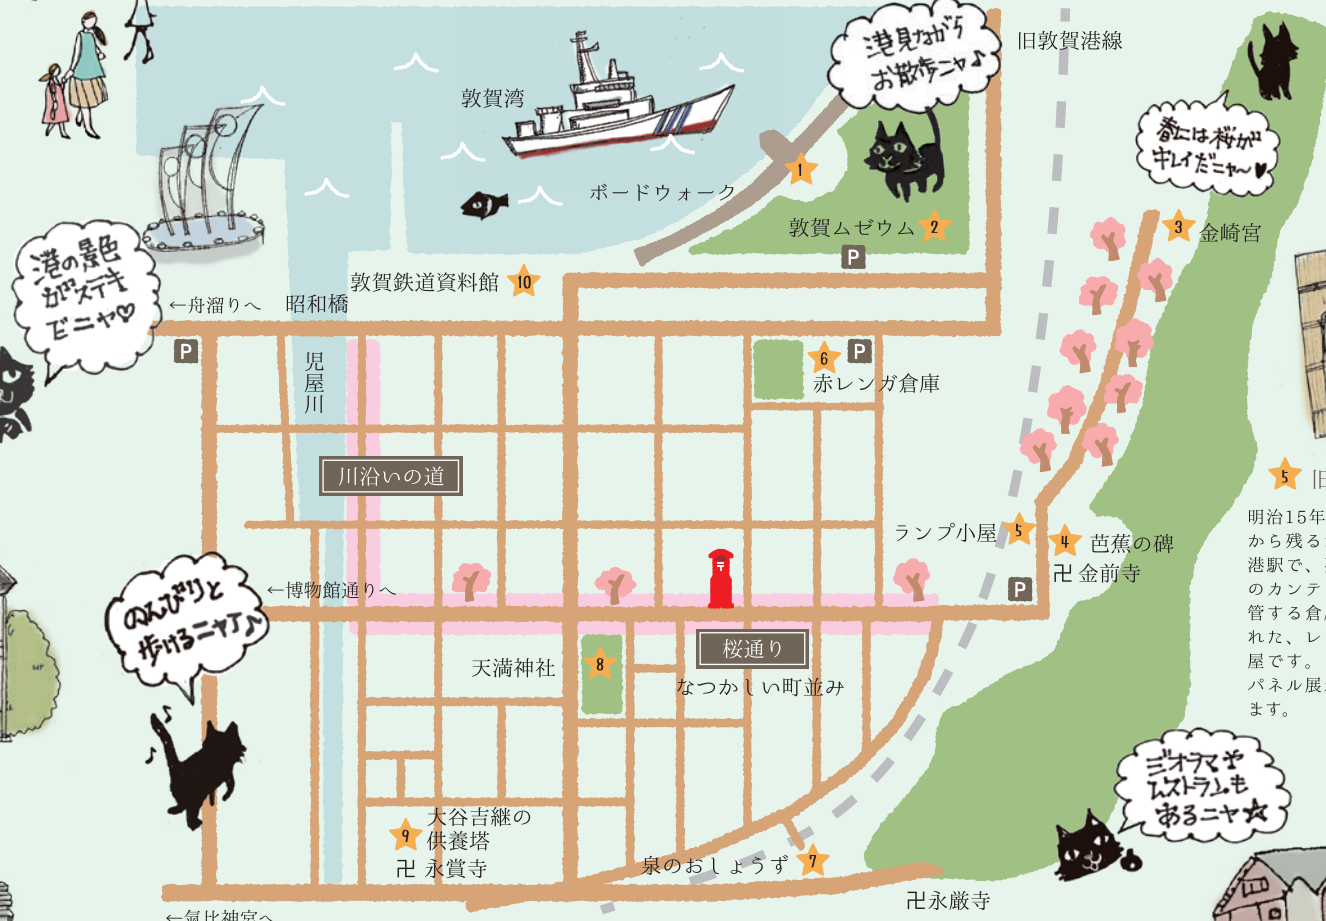 港見ながら
お散歩ニャ♪
旧敦賀港線
敦賀湾
春には桜が
キレイだニャ〜♥
1
ボードウォーク
敦賀ムゼウム
2
P
3
金崎宮
港の景色
がステキ
だニャ♡
敦賀鉄道資料館
10
←舟溜りへ
昭和橋
P
児屋川
6
P
赤レンガ倉庫
川沿いの道
5
旧
明治15年
から残る
港駅で、
のカンテ
管する倉
れた、レ
屋です。
パネル展
ます。
ランプ小屋
5
4
芭蕉の碑
卍金前寺
P
のんびりと
歩けるニャア♪
←博物館通りへ
〒
天満神社
8
桜通り
なつかしい町並み
ジオラマや
あるニャ☆
9
大谷吉継の
供養塔
卍 永賞寺
泉のおしょうず
7
卍永厳寺
←氣比神宮へ